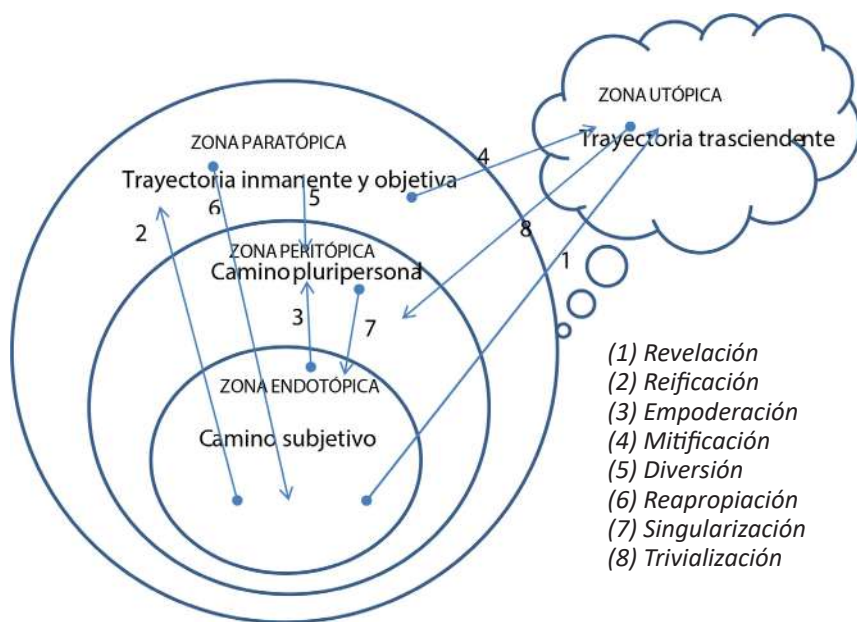 ZONA UTÓPICA
Trayectoria trasciendente
ZONA PARATÓPICA
Trayectoria inmanente y objetiva
4
6
5
2
8
1
ZONA PERITÓPICA
Camino pluripersonal
3
7
ZONA ENDOTÓPICA
Camino subjetivo
(1) Revelación
(2) Reificación
(3) Empoderación
(4) Mitificación
(5) Diversión
(6) Reapropiación
(7) Singularización
(8) Trivialización